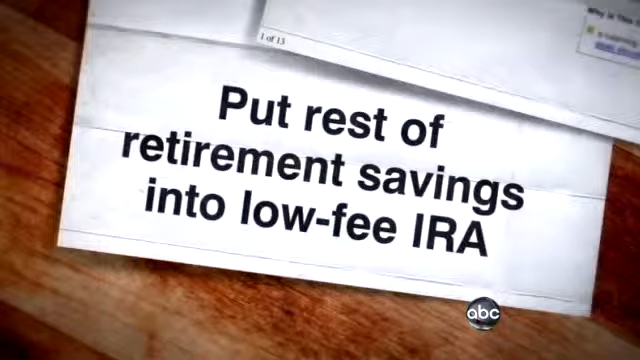 1 of 13
Put rest of
retirement savings
into low-fee IRA
abc